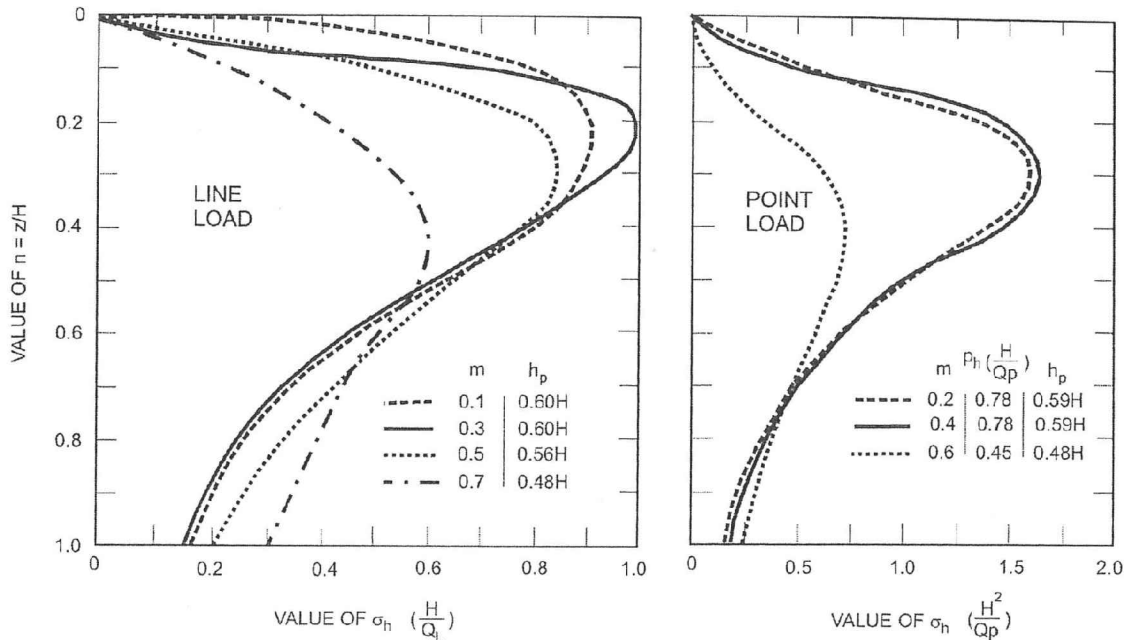 VALUE OF n = z/H
0
0.2
0.4
0.6
0.8
1.0
LINE
LOAD
m h_p
0.1 0.60H
0.3 0.60H
0.5 0.56H
0.7 0.48H
0 0.2 0.4 0.6 0.8 1.0
VALUE OF σ_h (H/Q_l)
POINT
LOAD
m p_h(H/Qp) h_p
0.2 0.78 0.59H
0.4 0.78 0.59H
0.6 0.45 0.48H
0 0.5 1.0 1.5 2.0
VALUE OF σ_h (H²/Qp)